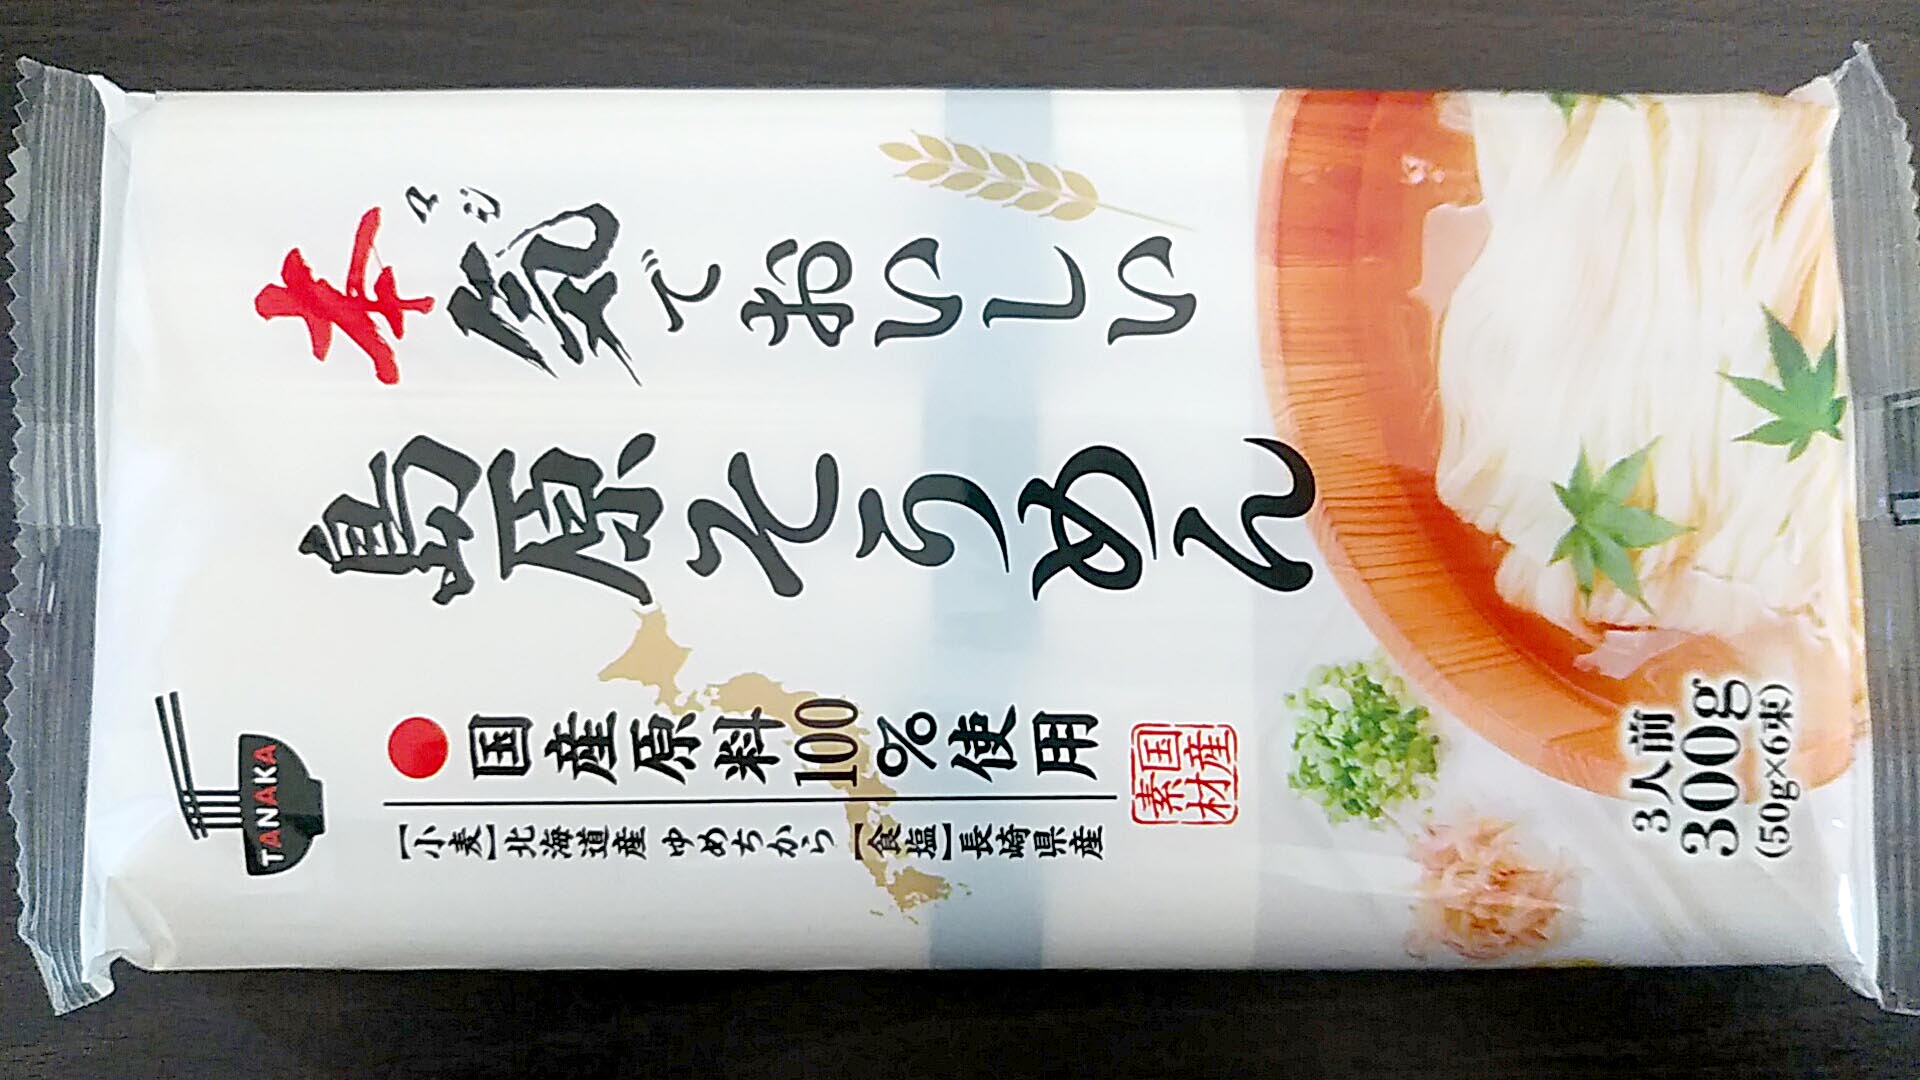 マジ
本気でおいしい
島原そうめん
TANAKA
国産原料100%使用
【小麦】北海道産 ゆめちから 【食塩】長崎県産
国産
素材
3人前
300g
(50g×6束)